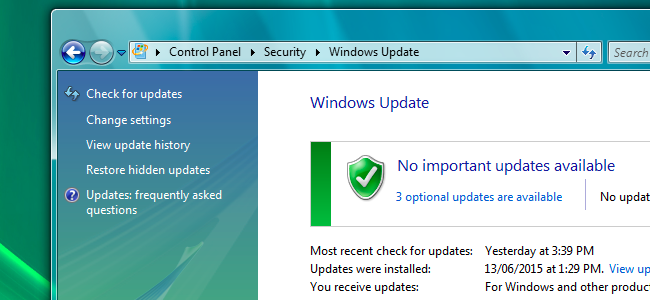 Control Panel Security Windows Update Search
Check for updates
Change settings
View update history
Restore hidden updates
Updates: frequently asked
questions
Windows Update
No important updates available
3 optional updates are available No
Most recent check for updates: Yesterday at 3:39 PM
Updates were installed: 13/06/2015 at 1:29 PM. View
You receive updates: For Windows and other